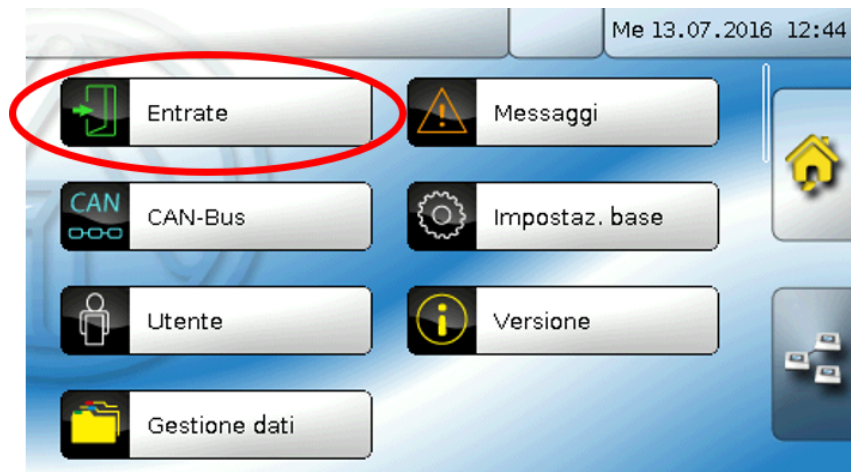 Me 13.07.2016 12:44
Entrate
Messaggi
CAN
CAN-Bus
Impostaz. base
Utente
Versione
Gestione dati